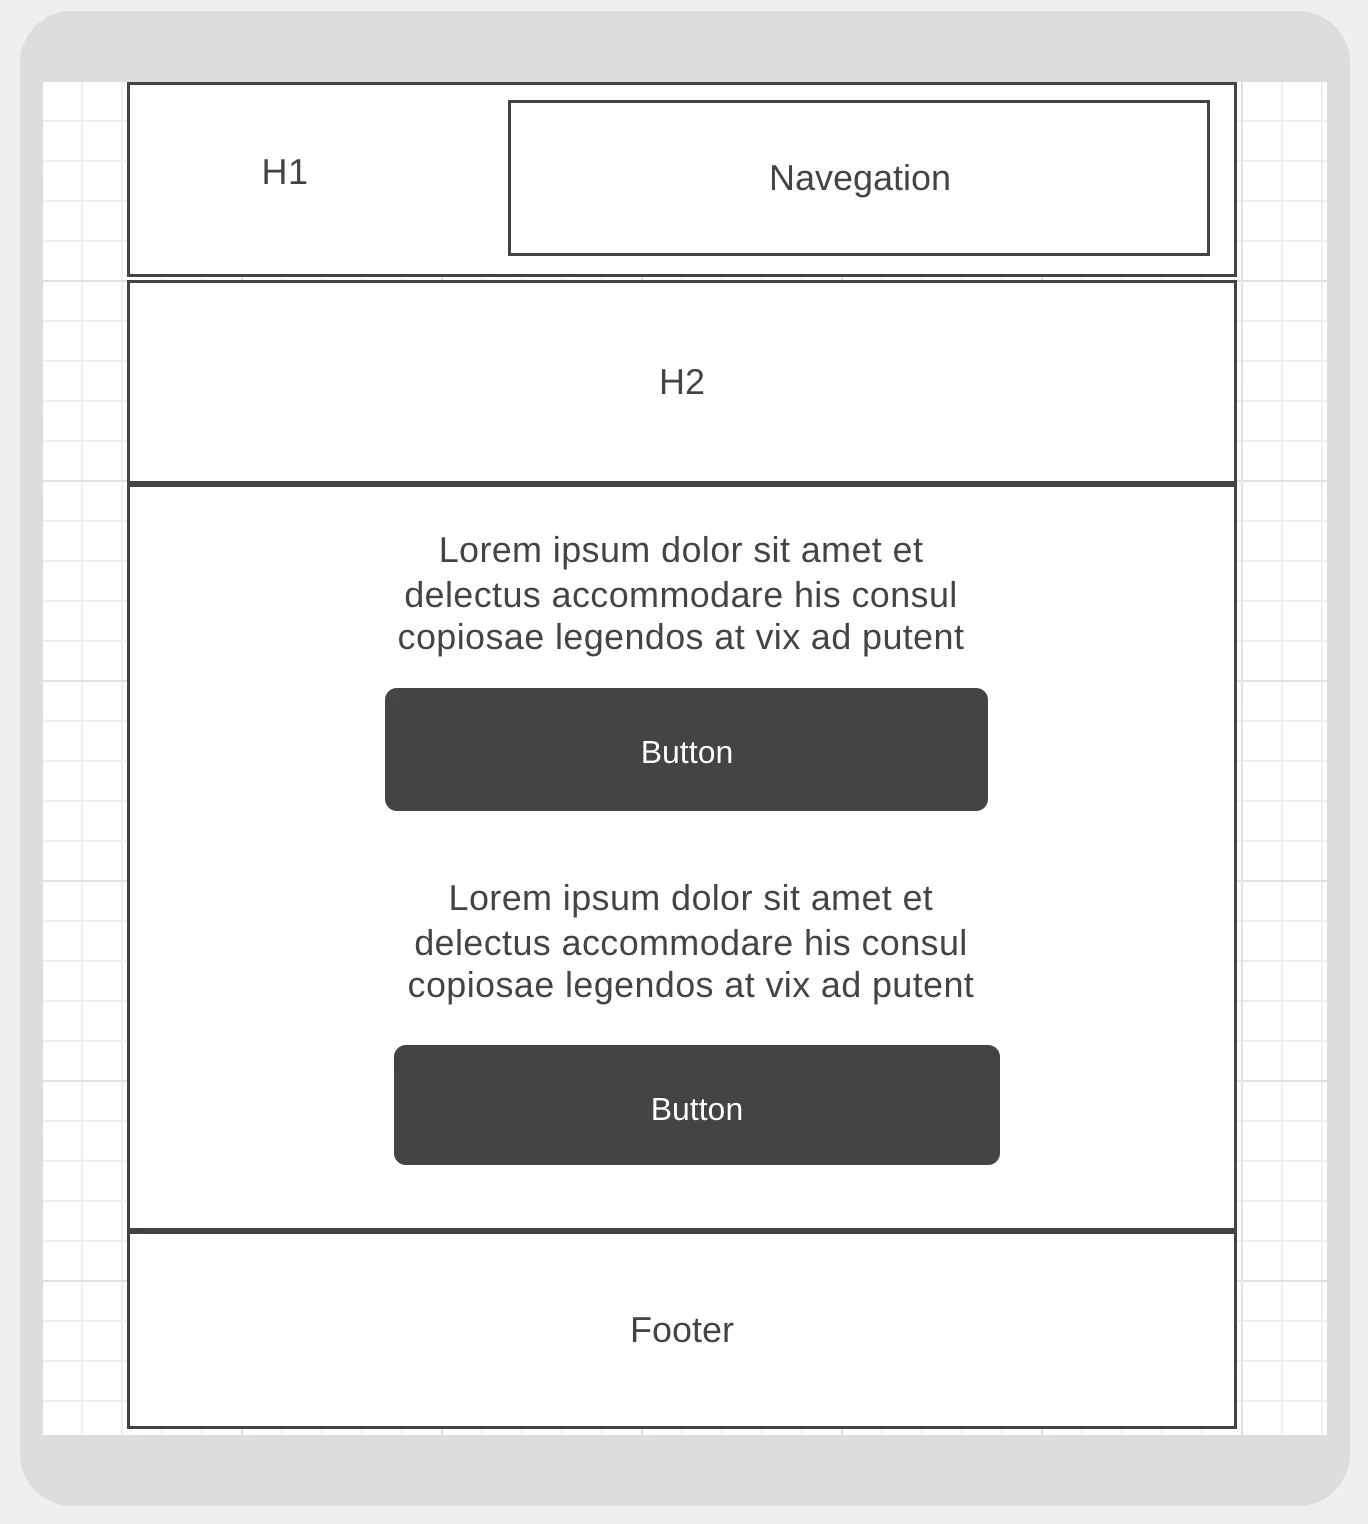 H1
Navegation
H2
Lorem ipsum dolor sit amet et
delectus accommodare his consul
copiosae legendos at vix ad putent
Button
Lorem ipsum dolor sit amet et
delectus accommodare his consul
copiosae legendos at vix ad putent
Button
Footer